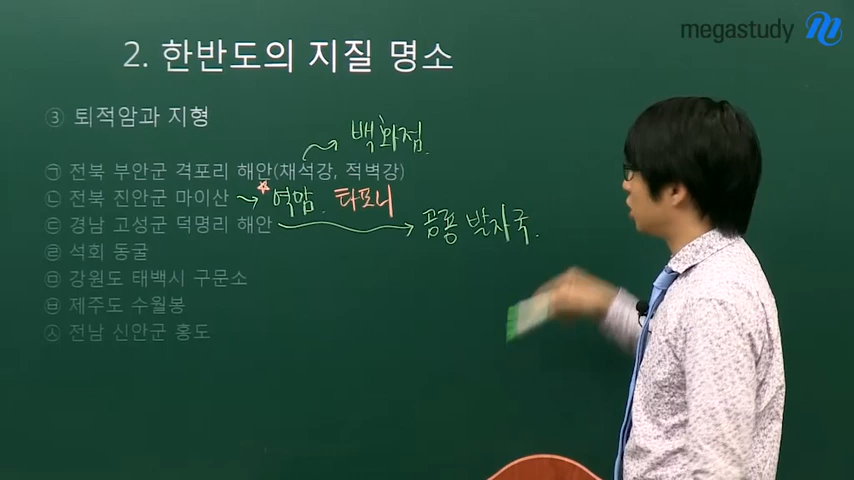 megastudy
2. 한반도의 지질 명소
③ 퇴적암과 지형
백화점.
㉠ 전북 부안군 격포리 해안(채석강, 적벽강)
㉡ 전북 진안군 마이산 역암. 타포니
㉢ 경남 고성군 덕명리 해안 공룡 발자국.
㉣ 석회 동굴
㉤ 강원도 태백시 구문소
㉥ 제주도 수월봉
㉦ 전남 신안군 홍도